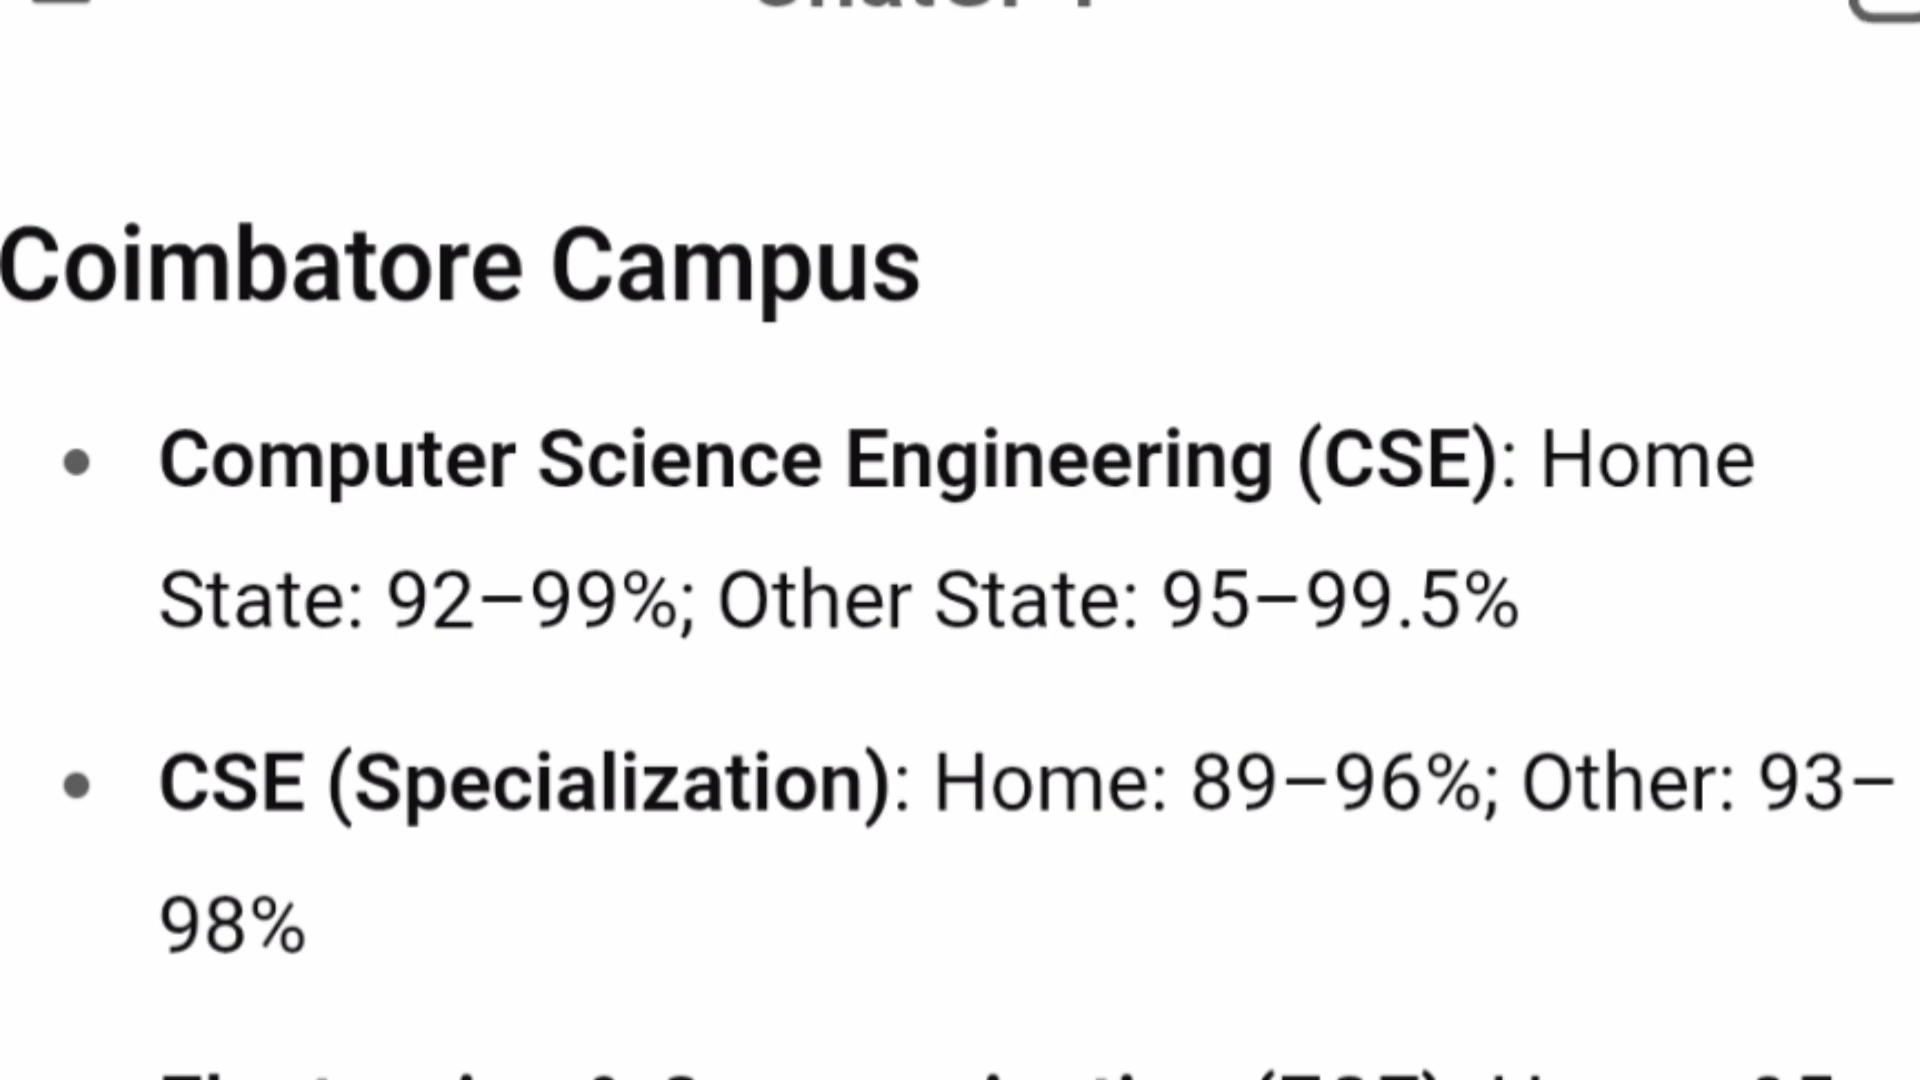 Coimbatore Campus
• Computer Science Engineering (CSE): Home
State: 92–99%; Other State: 95–99.5%
• CSE (Specialization): Home: 89–96%; Other: 93–
98%